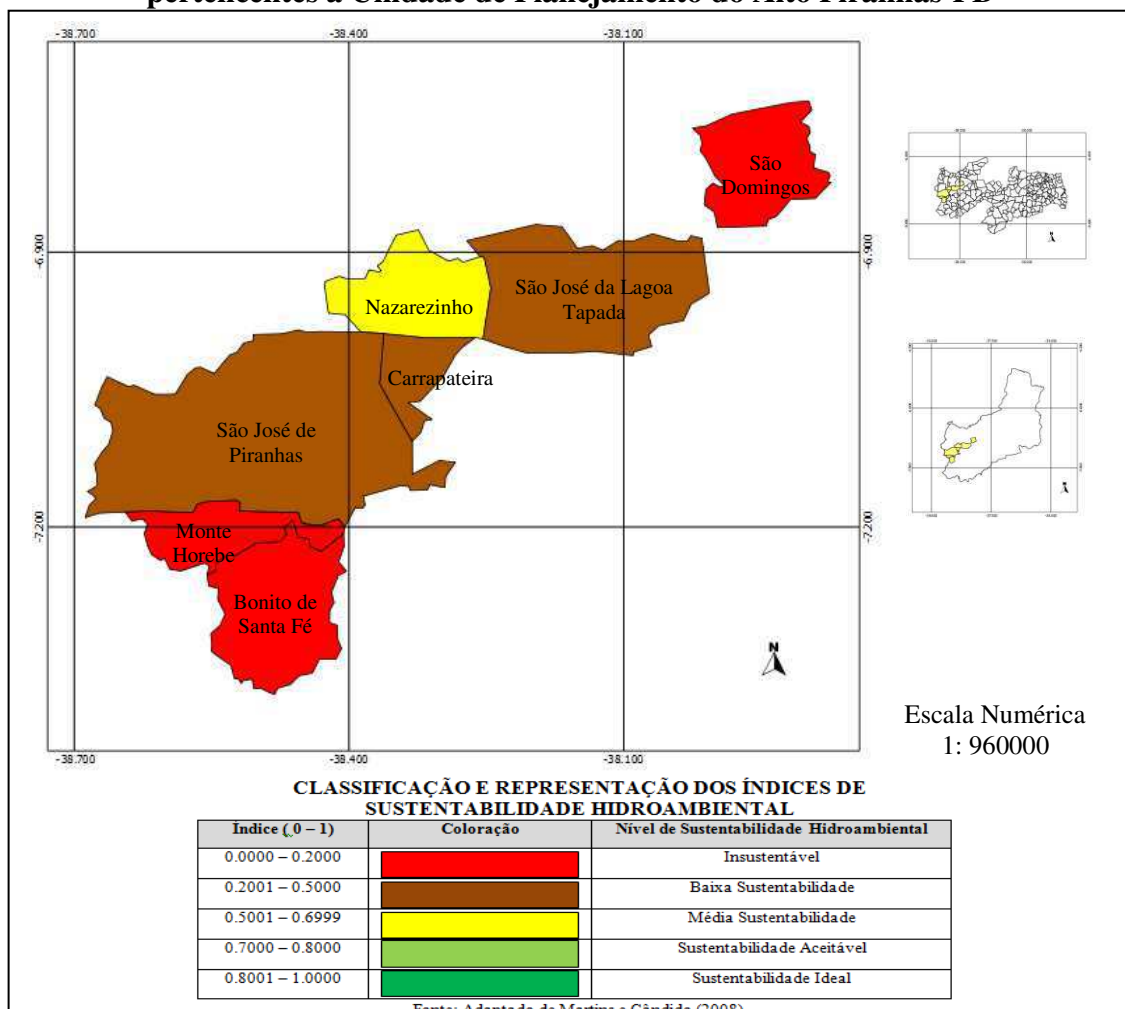 pertencentes à Unidade de Planejamento do Alto Piranhas-PB
-38.700 -38.400 -38.100
São
Domingos
-6.900 -6.900
São José da Lagoa
Tapada
Nazarezinho
Carrapateira
São José de
Piranhas
-7.200 -7.200
Monte
Horebe
Bonito de
Santa Fé
N
Escala Numérica
1: 960000
-38.700 -38.400 -38.100
CLASSIFICAÇÃO E REPRESENTAÇÃO DOS ÍNDICES DE
SUSTENTABILIDADE HIDROAMBIENTAL
Índice ( 0 – 1) Coloração Nível de Sustentabilidade Hidroambiental
0.0000 – 0.2000 Insustentável
0.2001 – 0.5000 Baixa Sustentabilidade
0.5001 – 0.6999 Média Sustentabilidade
0.7000 – 0.8000 Sustentabilidade Aceitável
0.8001 – 1.0000 Sustentabilidade Ideal
Fonte: Adaptado de Martins e Cândido (2008)